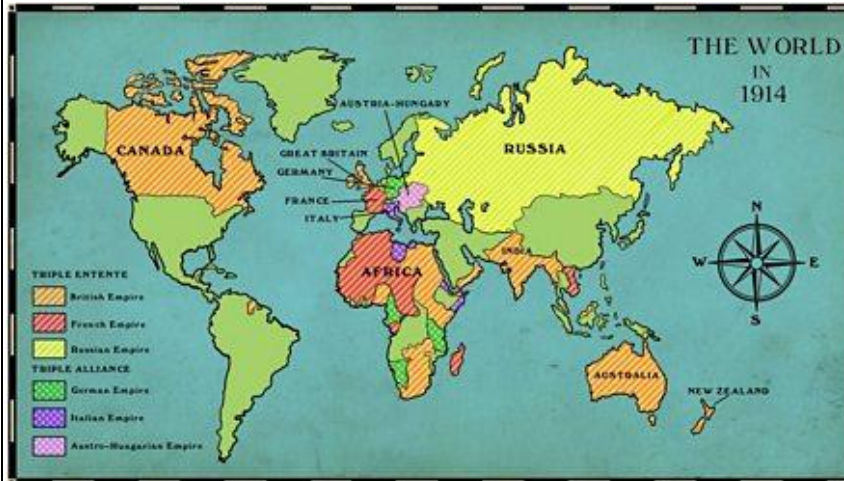 THE WORLD
IN
1914
AUSTRIA-HUNGARY
CANADA
GREAT BRITAIN
RUSSIA
GERMANY
FRANCE
ITALY
INDIA
N
W
E
S
AFRICA
TRIPLE ENTENTE
British Empire
French Empire
Russian Empire
TRIPLE ALLIANCE
German Empire
Italian Empire
Austro-Hungarian Empire
AUSTRALIA
NEW ZEALAND